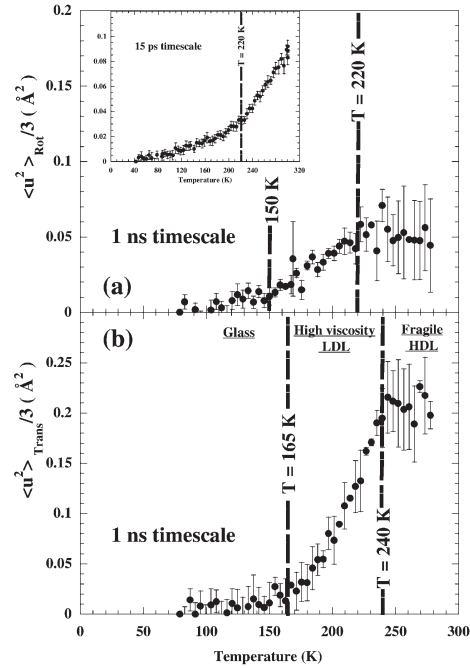 0.2
0.15
0.1
0.05
0
<u²>Rot /3 ( Å² )
0.1
0.08
0.06
0.04
0.02
0
15 ps timescale
T = 220 K
0 40 80 120 160 200 240 280 320
Temperature (K)
T = 220 K
150 K
1 ns timescale
(a)
(b)
Glass
High viscosity
LDL
Fragile
HDL
0.25
0.2
0.15
0.1
0.05
0
<u²>Trans /3 ( Å² )
T = 165 K
T = 240 K
1 ns timescale
0 50 100 150 200 250 300
Temperature (K)